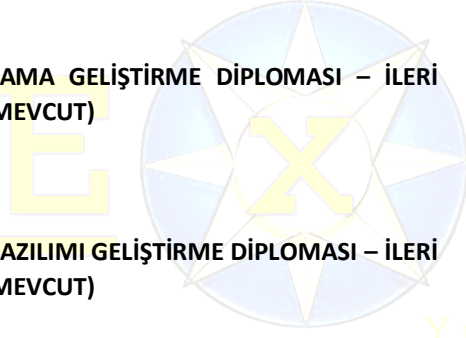 AMA GELİŞTİRME DİPLOMASI – İLERİ
MEVCUT)
AZILIMI GELİŞTİRME DİPLOMASI – İLERİ
MEVCUT)
E X